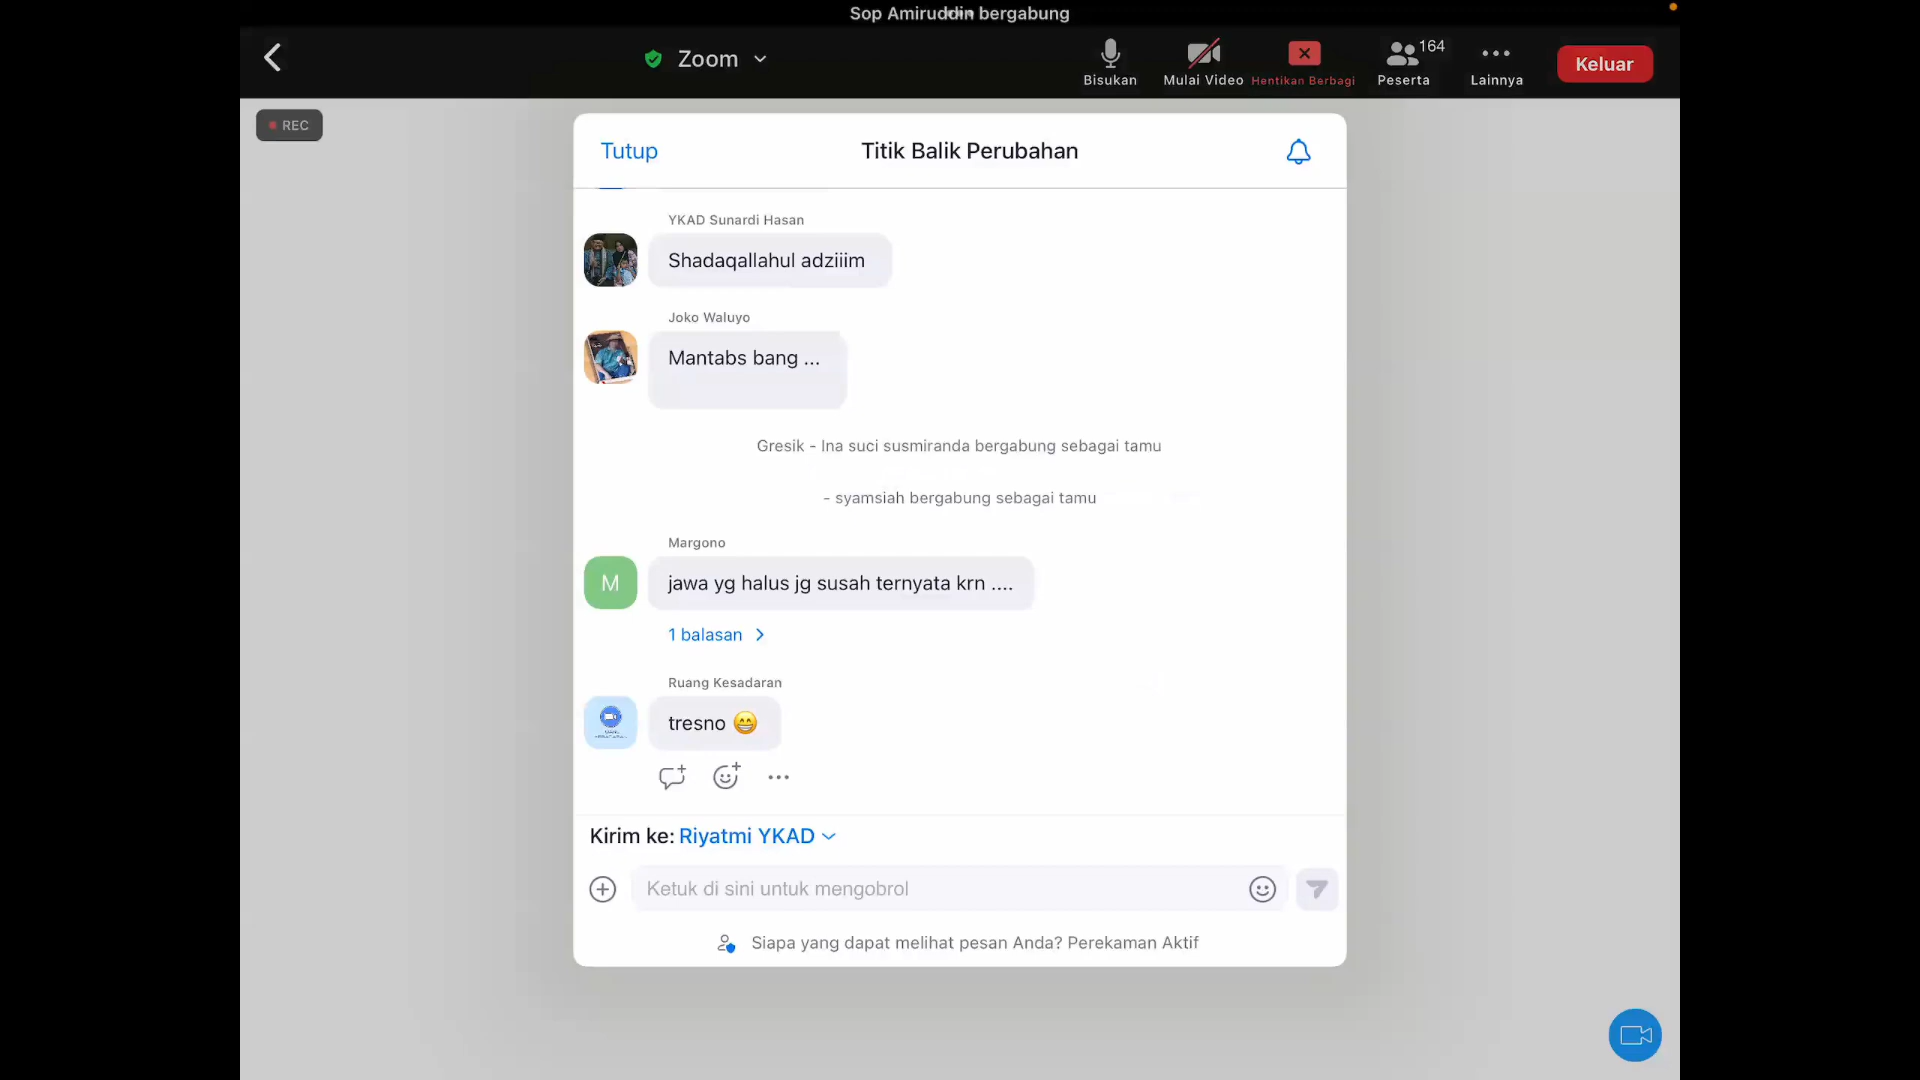 Sop Amiruddin bergabung
Zoom
Bisukan
Mulai Video
Hentikan Berbagi
164
Peserta
Lainnya
Keluar
REC
Tutup
Titik Balik Perubahan
YKAD Sunardi Hasan
Shadaqallahul adziiim
Joko Waluyo
Mantabs bang ...
Gresik - Ina suci susmiranda bergabung sebagai tamu
- syamsiah bergabung sebagai tamu
Margono
M
jawa yg halus jg susah ternyata krn ....
1 balasan
Ruang Kesadaran
tresno 😁
Kirim ke: Riyatmi YKAD
Ketuk di sini untuk mengobrol
Siapa yang dapat melihat pesan Anda? Perekaman Aktif